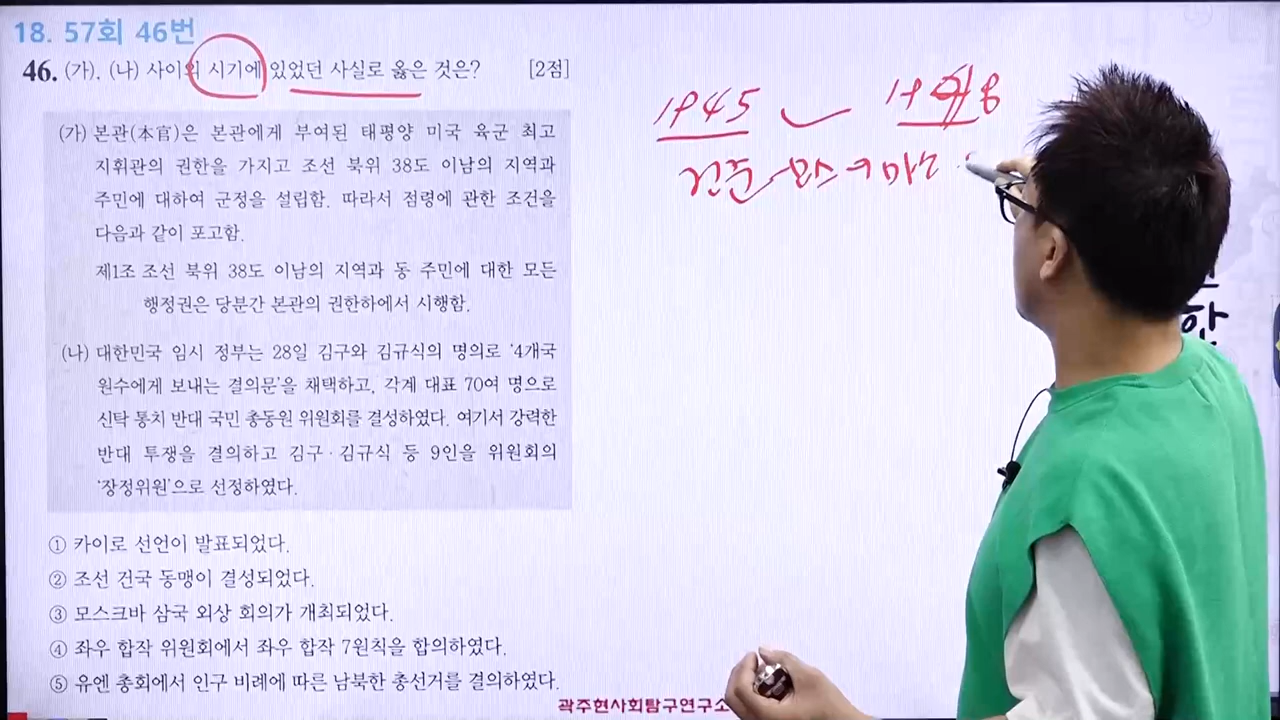 18. 57회 46번
46. (가), (나) 사이의 시기에 있었던 사실로 옳은 것은? [2점]
(가) 본관(本官)은 본관에게 부여된 태평양 미국 육군 최고
지휘관의 권한을 가지고 조선 북위 38도 이남의 지역과
주민에 대하여 군정을 설립함. 따라서 점령에 관한 조건을
다음과 같이 포고함.
제1조 조선 북위 38도 이남의 지역과 동 주민에 대한 모든
행정권은 당분간 본관의 권한하에서 시행함.
(나) 대한민국 임시 정부는 28일 김구와 김규식의 명의로 '4개국
원수에게 보내는 결의문'을 채택하고, 각계 대표 70여 명으로
신탁 통치 반대 국민 총동원 위원회를 결성하였다. 여기서 강력한
반대 투쟁을 결의하고 김구·김규식 등 9인을 위원회의
'장정위원'으로 선정하였다.
① 카이로 선언이 발표되었다.
② 조선 건국 동맹이 결성되었다.
③ 모스크바 삼국 외상 회의가 개최되었다.
④ 좌우 합작 위원회에서 좌우 합작 7원칙을 합의하였다.
⑤ 유엔 총회에서 인구 비례에 따른 남북한 총선거를 결의하였다.
1945
건준
곽주현사회탐구연구소